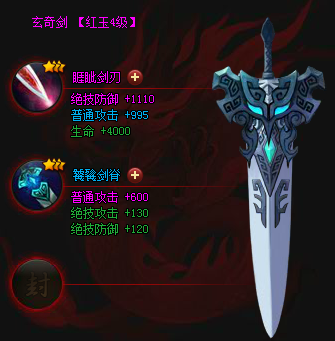 玄奇剑 【红玉4级】
睚眦剑刃
绝技防御 +1110
普通攻击 +995
生命 +4000
饕餮剑脊
普通攻击 +600
绝技攻击 +130
绝技防御 +120
封